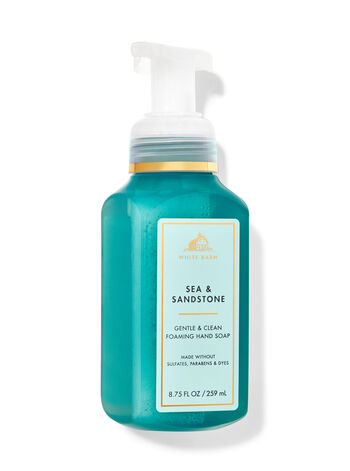 WHITE BARN
SEA &
SANDSTONE
GENTLE & CLEAN
FOAMING HAND SOAP
MADE WITHOUT
SULFATES, PARABENS & DYES
8.75 FL OZ / 259 mL